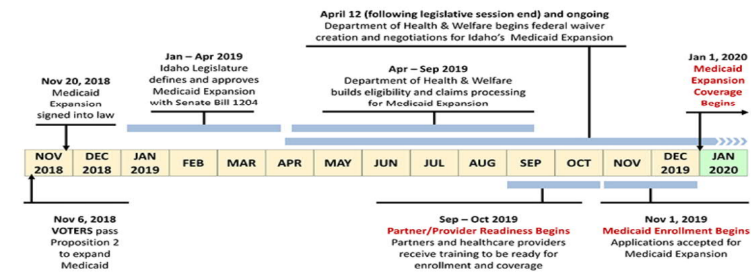 April 12 (following legislative session end) and ongoing
Department of Health & Welfare begins federal waiver
creation and negotiations for Idaho's Medicaid Expansion
Jan – Apr 2019
Idaho Legislature
defines and approves
Medicaid Expansion
with Senate Bill 1204
Jan 1, 2020
Medicaid
Expansion
Coverage
Begins
Apr – Sep 2019
Department of Health & Welfare
builds eligibility and claims processing
for Medicaid Expansion
Nov 20, 2018
Medicaid
Expansion
signed into law
NOV
2018
DEC
2018
JAN
2019
FEB
MAR
APR
MAY
JUN
JUL
AUG
SEP
OCT
NOV
DEC
2019
JAN
2020
Nov 6, 2018
VOTERS pass
Proposition 2
to expand
Medicaid
Sep – Oct 2019
Partner/Provider Readiness Begins
Partners and healthcare providers
receive training to be ready for
enrollment and coverage
Nov 1, 2019
Medicaid Enrollment Begins
Applications accepted for
Medicaid Expansion